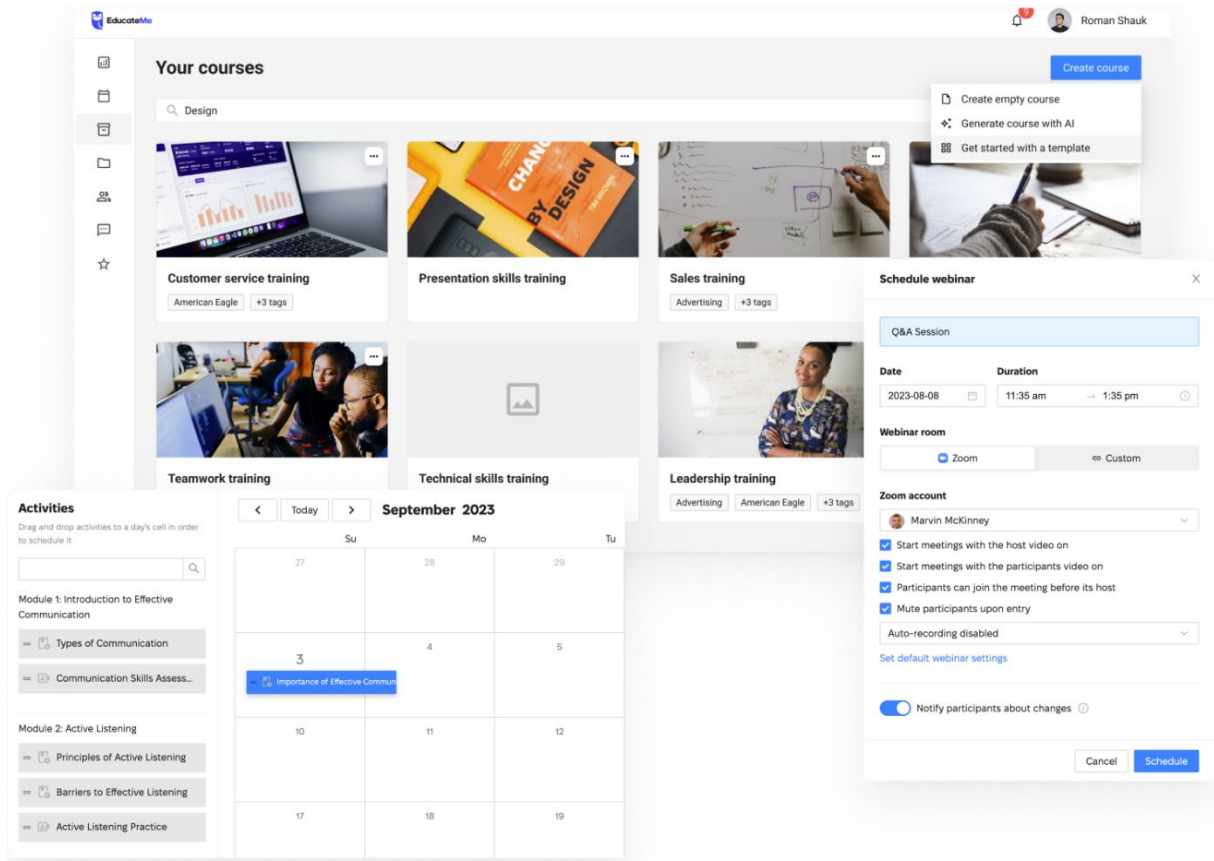 EducateMe
9
Roman Shauk
Your courses
Create course
Design
Create empty course
Generate course with AI
Get started with a template
CHANGE
BY DESIGN
TIM BROWN
Customer service training
American Eagle +3 tags
Presentation skills training
Sales training
Advertising +3 tags
Teamwork training
Technical skills training
Leadership training
Advertising American Eagle +3 tags
Schedule webinar
Q&A Session
Date Duration
2023-08-08 11:35 am → 1:35 pm
Webinar room
Zoom Custom
Zoom account
Marvin McKinney
Start meetings with the host video on
Start meetings with the participants video on
Participants can join the meeting before its host
Mute participants upon entry
Auto-recording disabled
Set default webinar settings
Notify participants about changes
Cancel Schedule
Activities
Drag and drop activities to a day's cell in order
to schedule it
Module 1: Introduction to Effective
Communication
Types of Communication
Communication Skills Assess...
Module 2: Active Listening
Principles of Active Listening
Barriers to Effective Listening
Active Listening Practice
Today September 2023
Su Mo Tu
27 28 29
3 4 5
Importance of Effective Commun
10 11 12
17 18 19